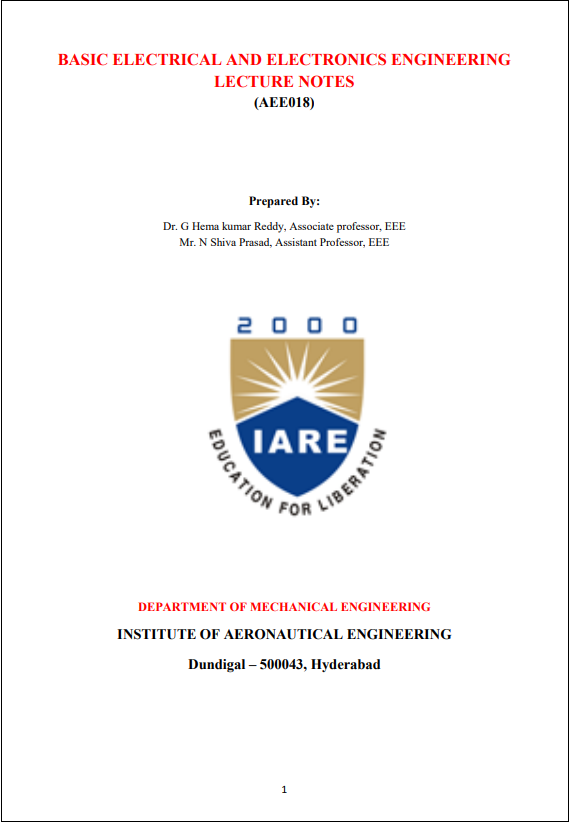 BASIC ELECTRICAL AND ELECTRONICS ENGINEERING
LECTURE NOTES
(AEE018)
Prepared By:
Dr. G Hema kumar Reddy, Associate professor, EEE
Mr. N Shiva Prasad, Assistant Professor, EEE
2000
IARE
EDUCATION FOR LIBERATION
DEPARTMENT OF MECHANICAL ENGINEERING
INSTITUTE OF AERONAUTICAL ENGINEERING
Dundigal – 500043, Hyderabad
1